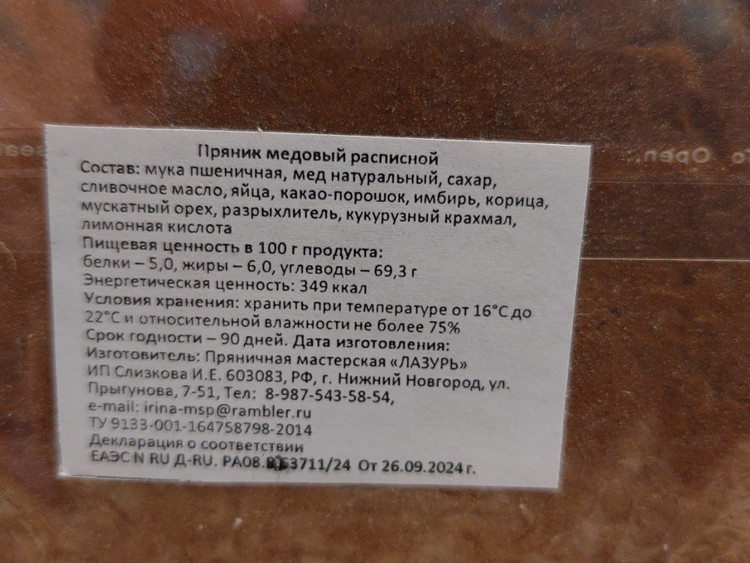 Пряник медовый расписной
Состав: мука пшеничная, мед натуральный, сахар,
сливочное масло, яйца, какао-порошок, имбирь, корица,
мускатный орех, разрыхлитель, кукурузный крахмал,
лимонная кислота
Пищевая ценность в 100 г продукта:
белки – 5,0, жиры – 6,0, углеводы – 69,3 г
Энергетическая ценность: 349 ккал
Условия хранения: хранить при температуре от 16°С до
22°С и относительной влажности не более 75%
Срок годности – 90 дней. Дата изготовления:
Изготовитель: Пряничная мастерская «ЛАЗУРЬ»
ИП Слизкова И.Е. 603083, РФ, г. Нижний Новгород, ул.
Прыгунова, 7-51, Тел: 8-987-543-58-54,
e-mail: irina-msp@rambler.ru
ТУ 9133-001-164758798-2014
Декларация о соответствии
ЕАЭС N RU Д-RU. От 26.09.2024 г.
Open..